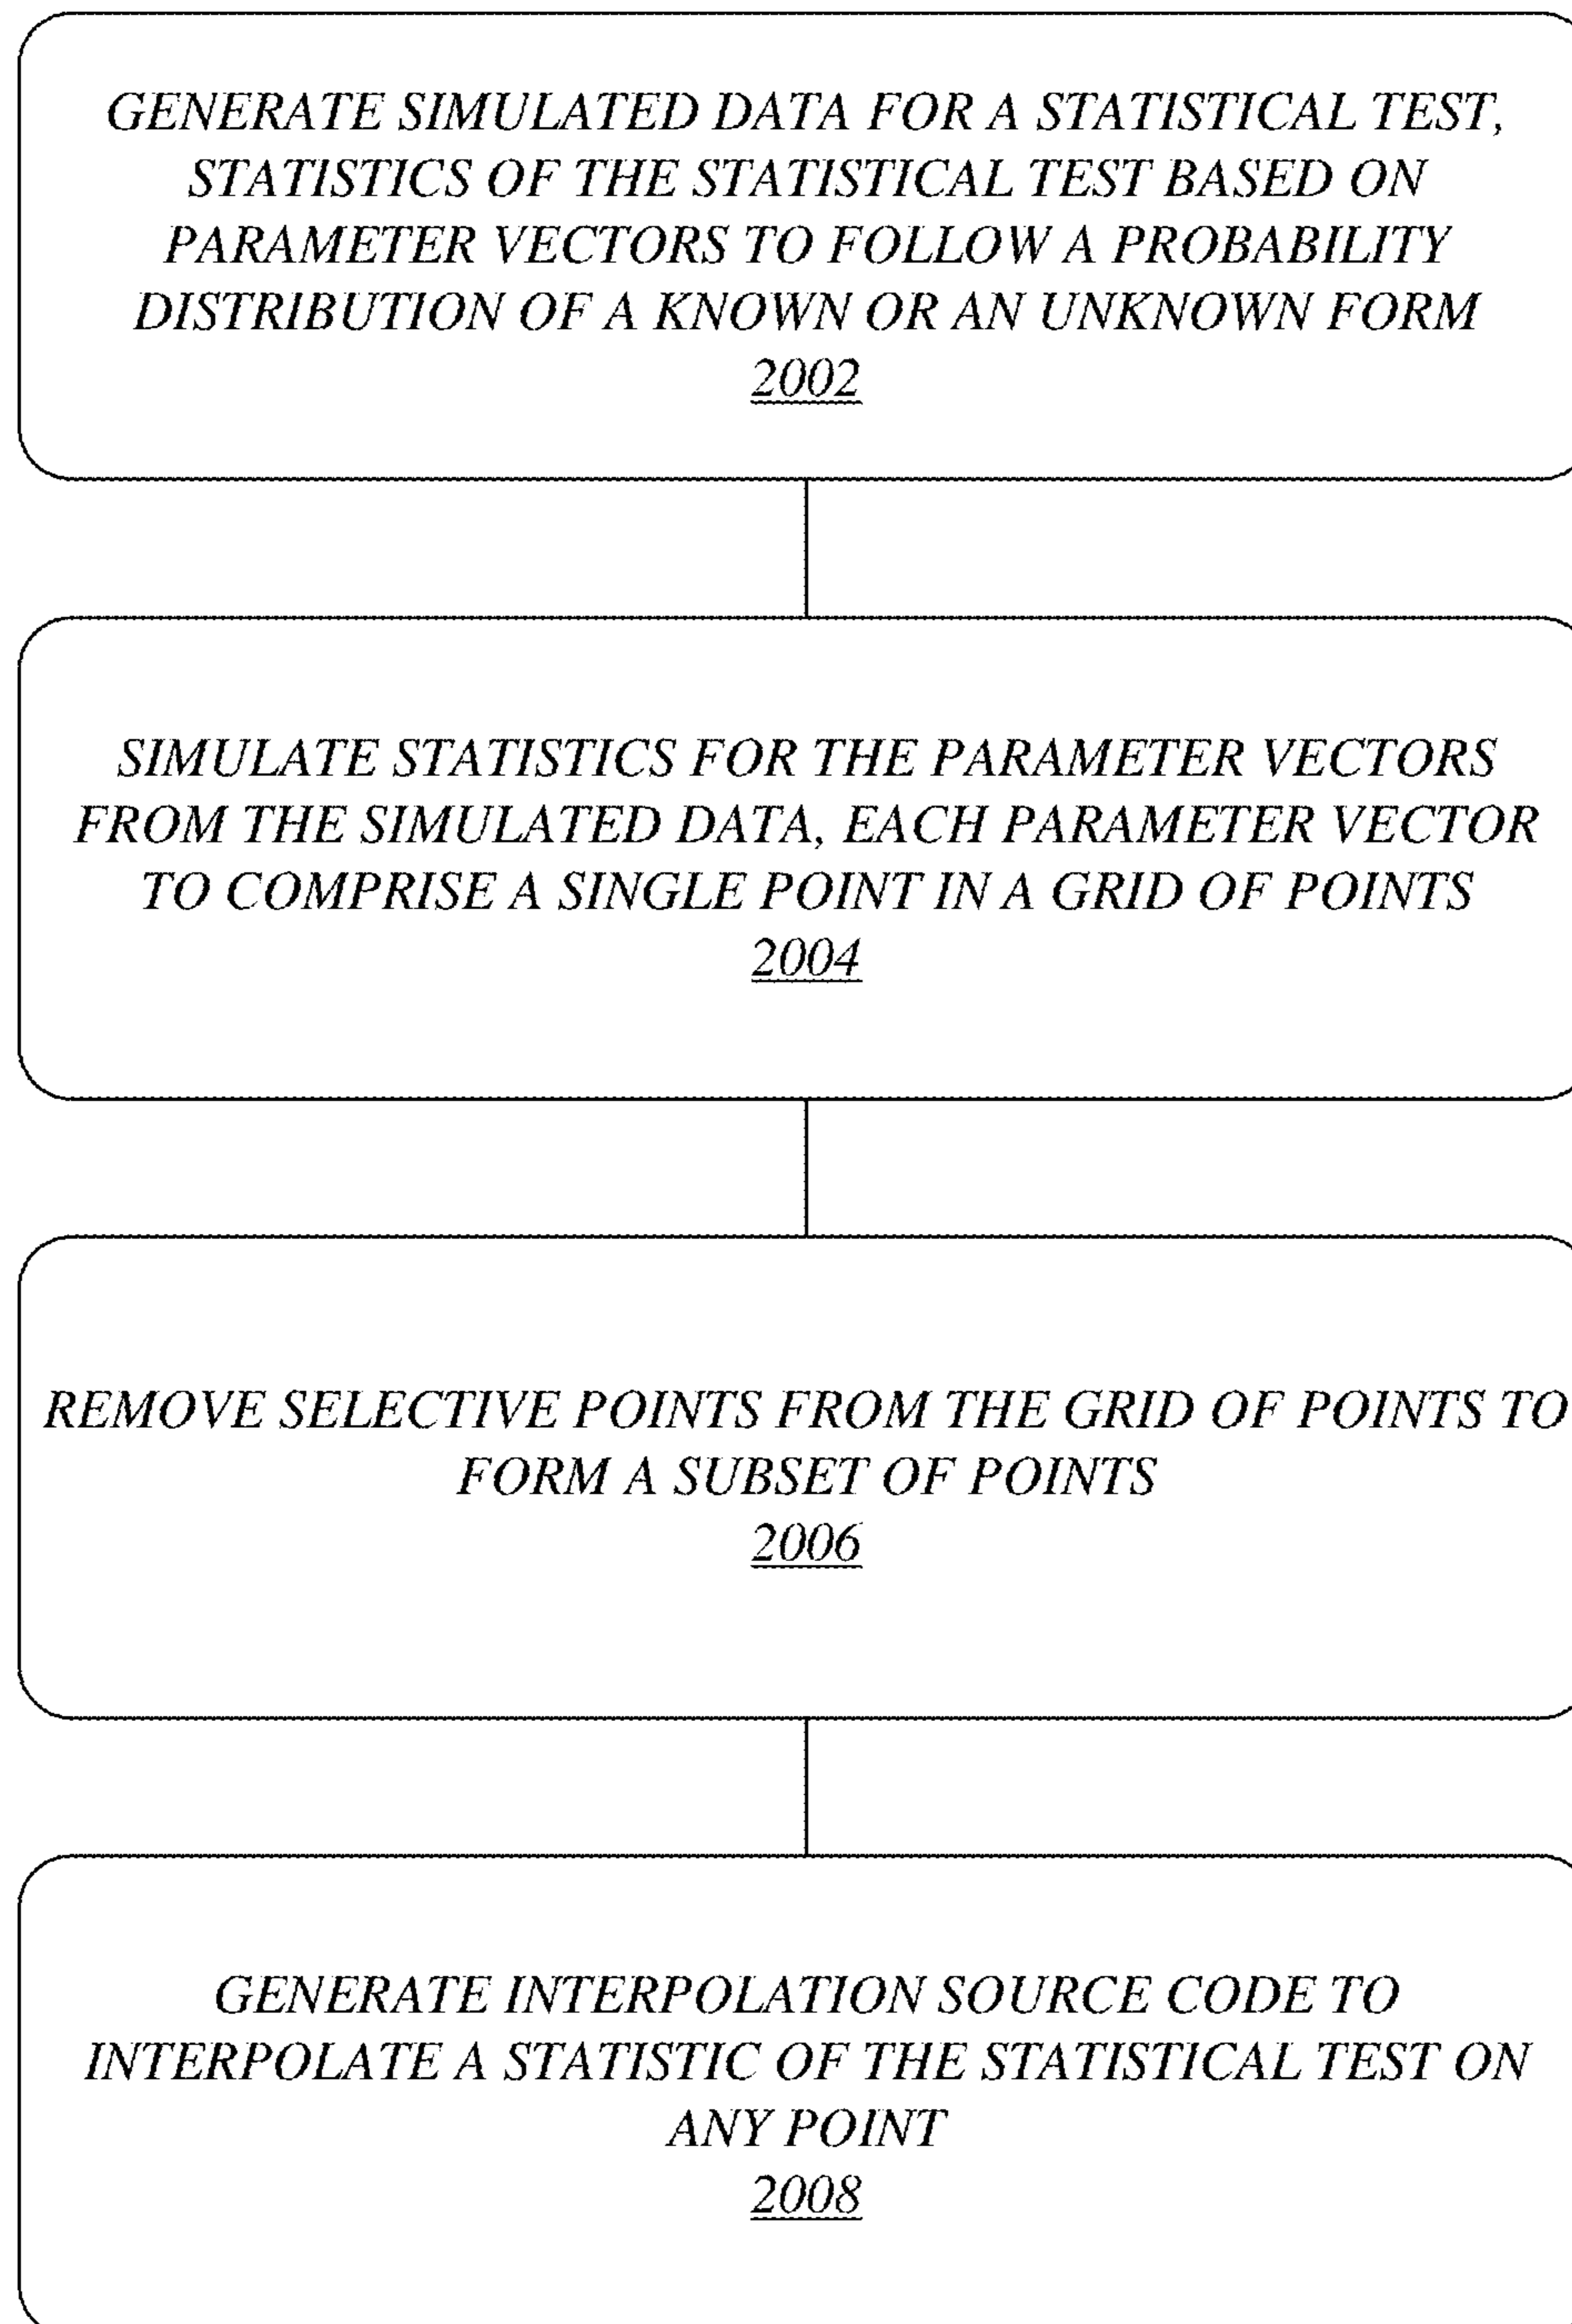 GENERATE SIMULATED DATA FOR A STATISTICAL TEST,
STATISTICS OF THE STATISTICAL TEST BASED ON
PARAMETER VECTORS TO FOLLOW A PROBABILITY
DISTRIBUTION OF A KNOWN OR AN UNKNOWN FORM
2002
SIMULATE STATISTICS FOR THE PARAMETER VECTORS
FROM THE SIMULATED DATA, EACH PARAMETER VECTOR
TO COMPRISE A SINGLE POINT IN A GRID OF POINTS
2004
REMOVE SELECTIVE POINTS FROM THE GRID OF POINTS TO
FORM A SUBSET OF POINTS
2006
GENERATE INTERPOLATION SOURCE CODE TO
INTERPOLATE A STATISTIC OF THE STATISTICAL TEST ON
ANY POINT
2008